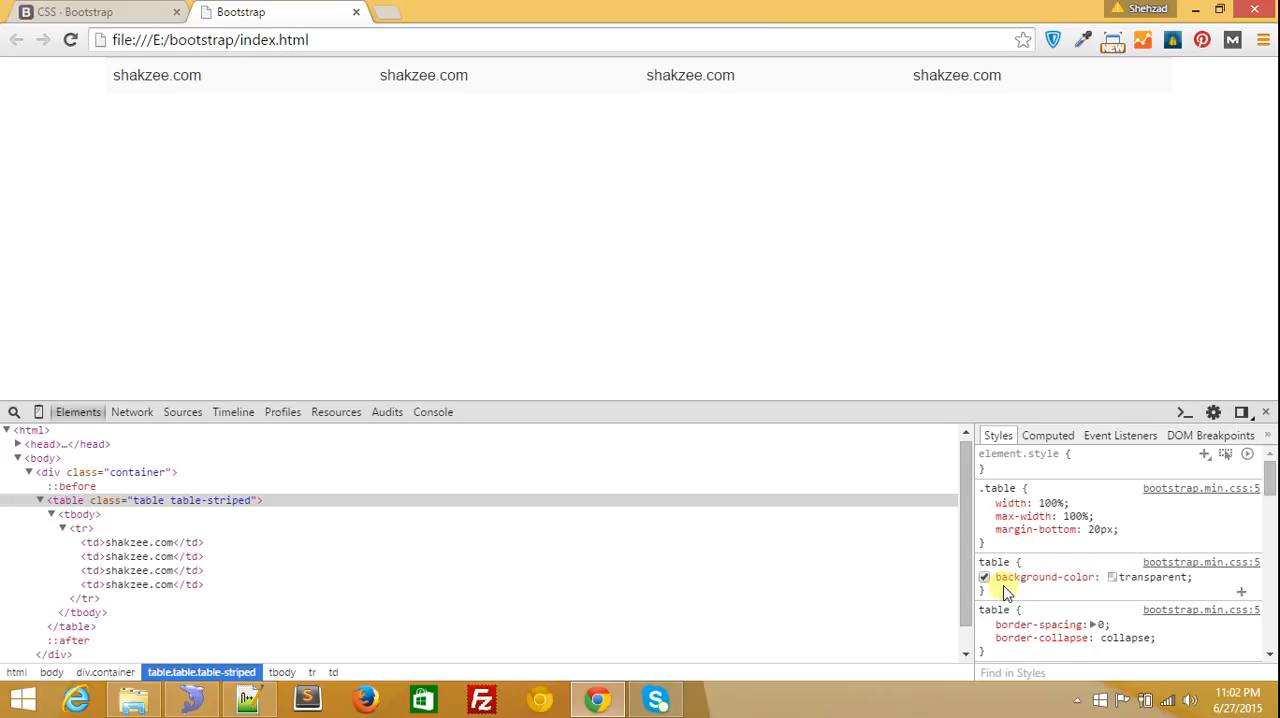 CSS · Bootstrap
Bootstrap
Shehzad
file:///E:/bootstrap/index.html
NEW
M
shakzee.com shakzee.com shakzee.com shakzee.com
Elements Network Sources Timeline Profiles Resources Audits Console
<html>
<head>…</head>
<body>
<div class="container">
::before
<table class="table table-striped">
<tbody>
<tr>
<td>shakzee.com</td>
<td>shakzee.com</td>
<td>shakzee.com</td>
<td>shakzee.com</td>
</tr>
</tbody>
</table>
::after
</div>
html body div.container table.table.table-striped tbody tr td
Styles Computed Event Listeners DOM Breakpoints »
element.style {
}
.table { bootstrap.min.css:5
width: 100%;
max-width: 100%;
margin-bottom: 20px;
}
table { bootstrap.min.css:5
background-color: transparent;
}
table { bootstrap.min.css:5
border-spacing: 0;
border-collapse: collapse;
}
Find in Styles
11:02 PM
6/27/2015